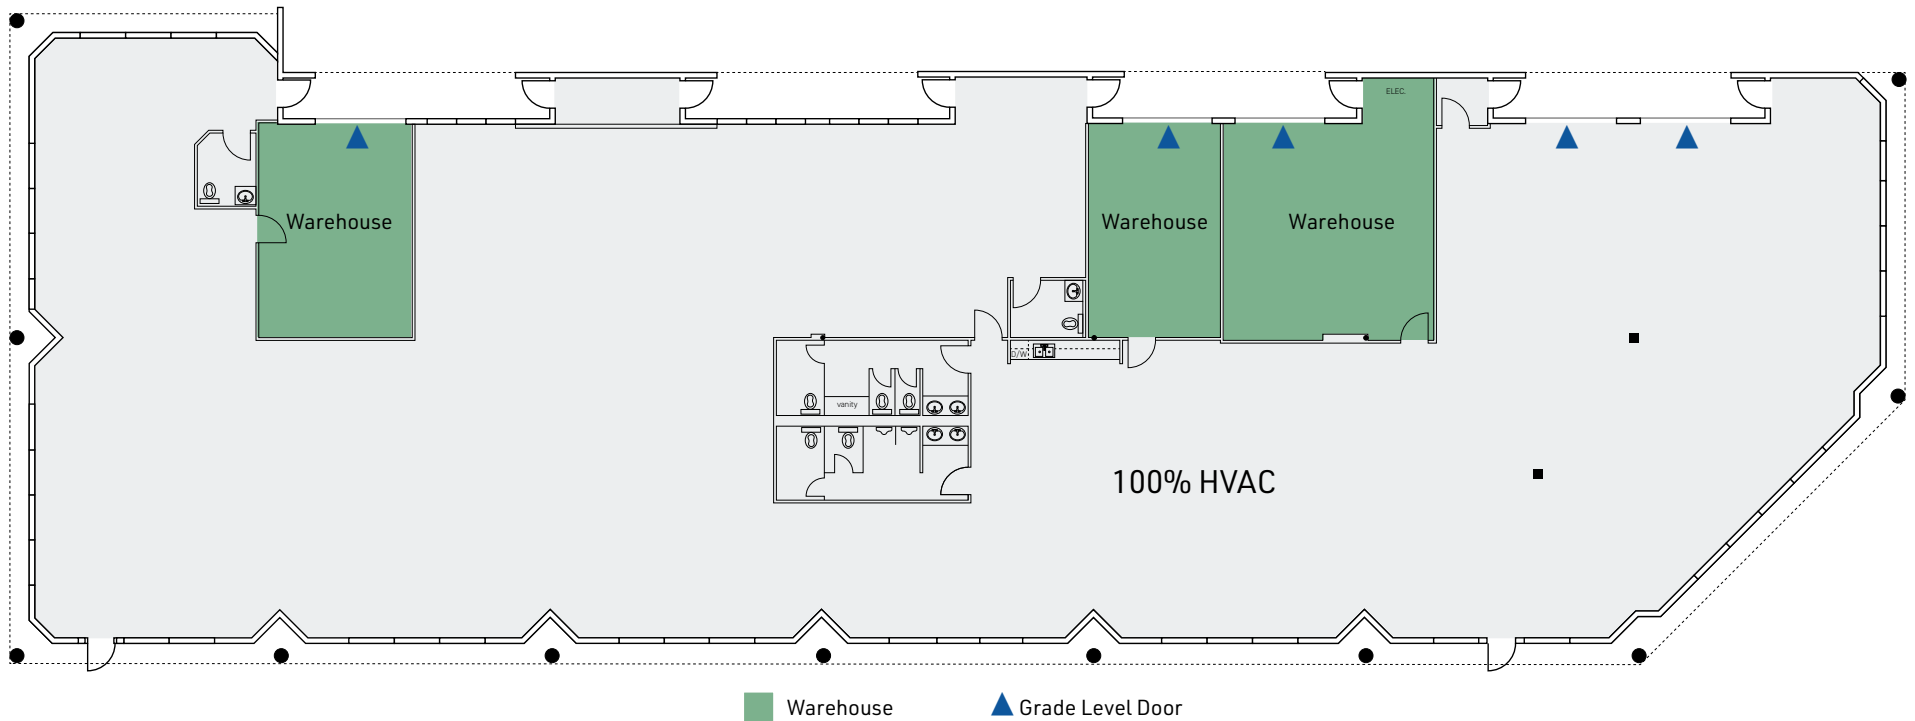 ELEC.
Warehouse
Warehouse
Warehouse
D/W
vanity
100% HVAC
Warehouse
Grade Level Door